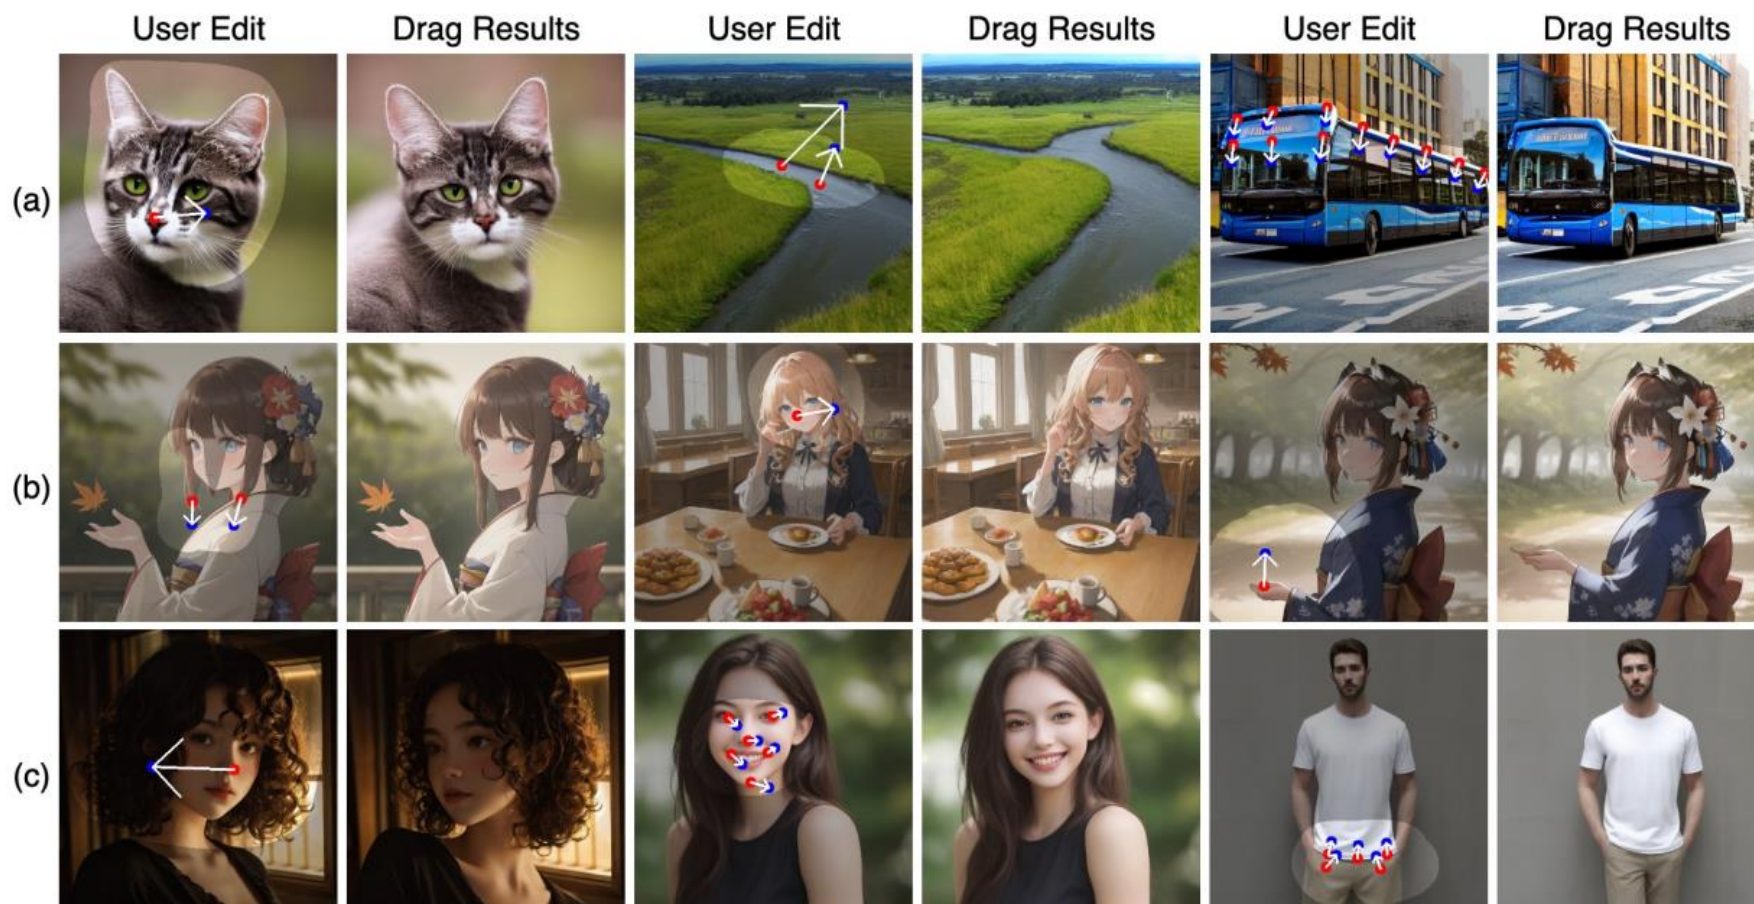 User Edit Drag Results User Edit Drag Results User Edit Drag Results
(a)
(b)
(c)